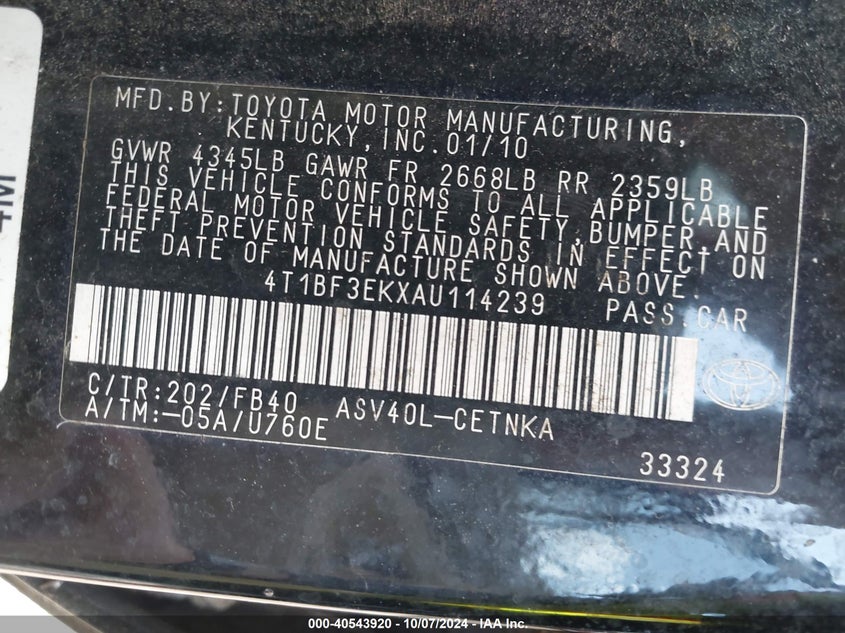 4M
MFD.BY:TOYOTA MOTOR MANUFACTURING,
KENTUCKY,INC.01/10
GVWR 4345LB GAWR FR 2668LB RR 2359LB
THIS VEHICLE CONFORMS TO ALL APPLICABLE
FEDERAL MOTOR VEHICLE SAFETY,BUMPER,AND
THEFT PREVENTION STANDARDS IN EFFECT ON
THE DATE OF MANUFACTURE SHOWN ABOVE.
4T1BF3EKXAU114239 PASS.CAR
C/TR:202/FB40 ASV40L-CETNKA
A/TM:-05A/U760E
33324
000-40543920 - 10/07/2024 - IAA Inc.